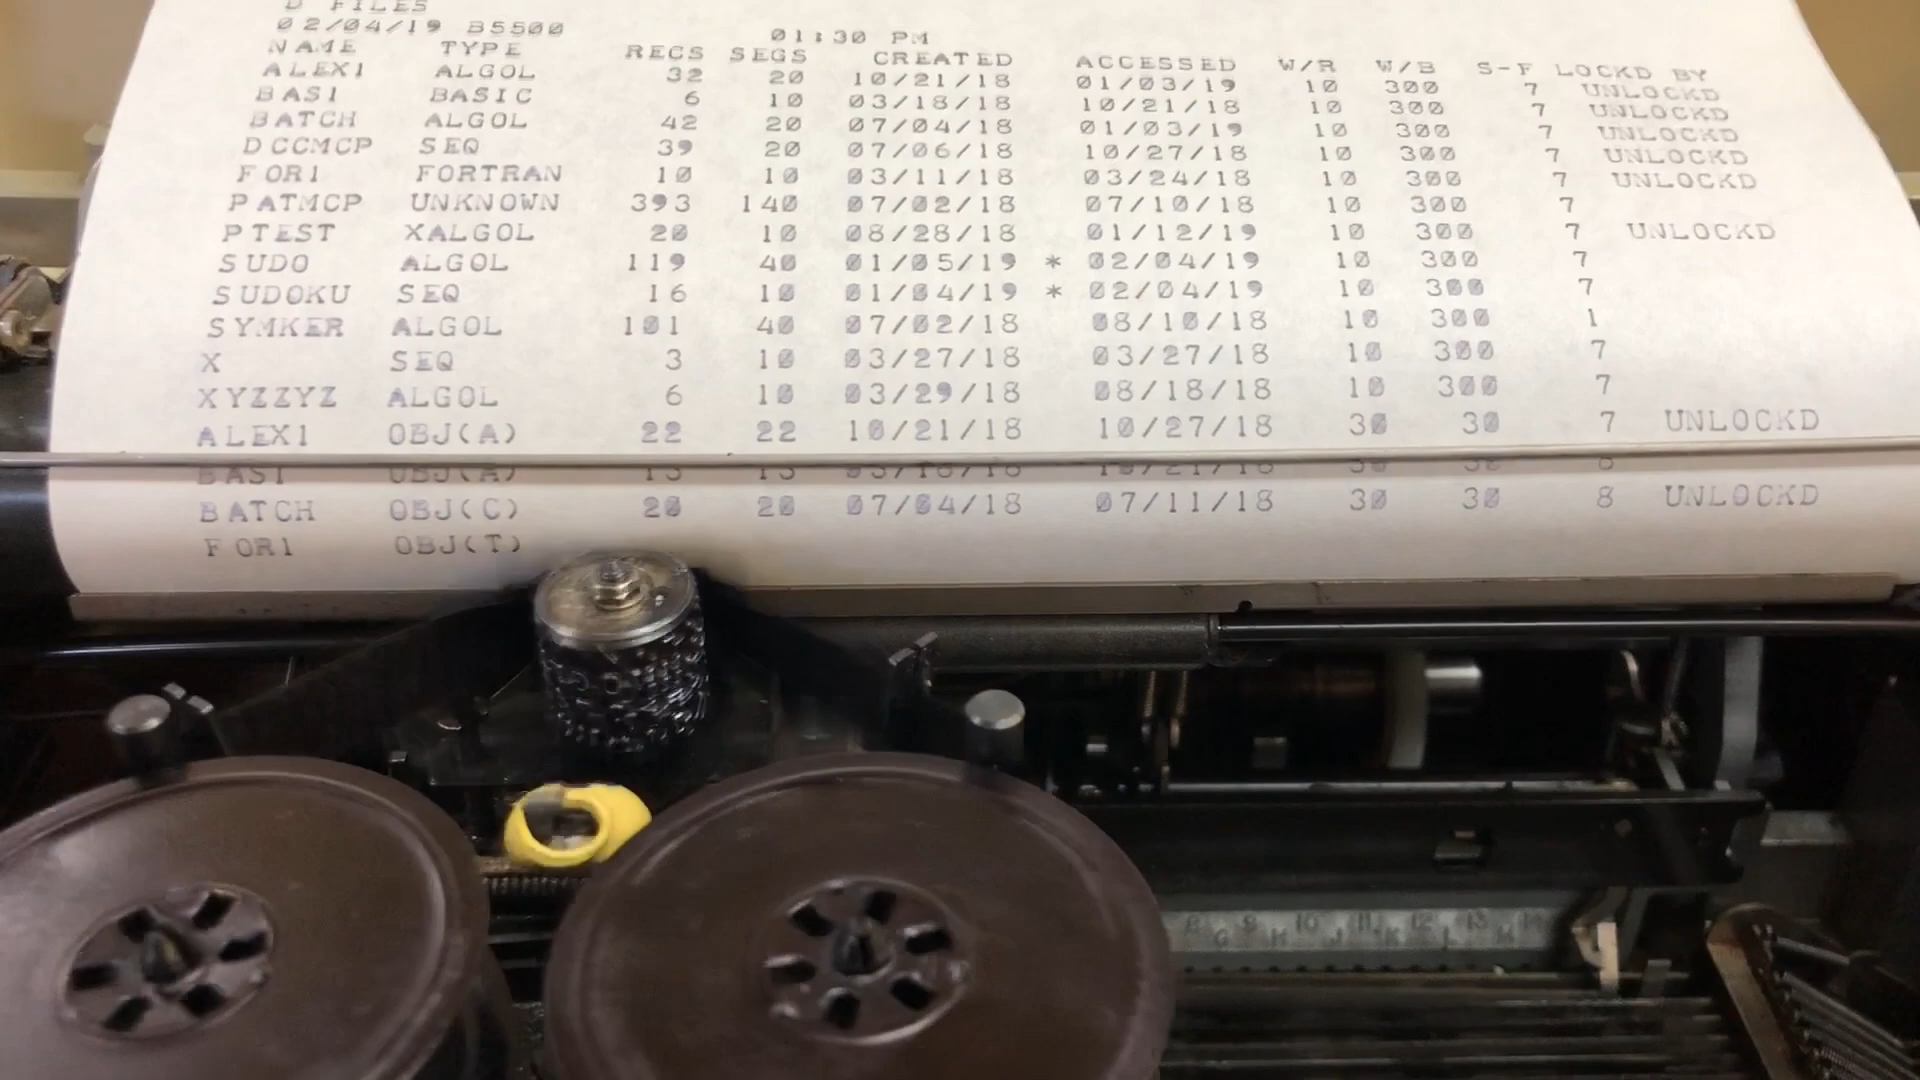 D FILES
02/04/19 B5500 01:30 PM
NAME TYPE RECS SEGS CREATED ACCESSED W/R W/B S-F LOCKD BY
ALEX1 ALGOL 32 20 10/21/18 01/03/19 10 300 7 UNLOCKD
BAS1 BASIC 6 10 03/18/18 10/21/18 10 300 7 UNLOCKD
BATCH ALGOL 42 20 07/04/18 01/03/19 10 300 7 UNLOCKD
DCCMCP SEQ 39 20 07/06/18 10/27/18 10 300 7 UNLOCKD
FOR1 FORTRAN 10 10 03/11/18 03/24/18 10 300 7 UNLOCKD
PATMCP UNKNOWN 393 140 07/02/18 07/10/18 10 300 7
PTEST XALGOL 20 10 08/28/18 01/12/19 10 300 7 UNLOCKD
SUDO ALGOL 119 40 01/05/19 * 02/04/19 10 300 7
SUDOKU SEQ 16 10 01/04/19 * 02/04/19 10 300 7
SYMKER ALGOL 101 40 07/02/18 08/10/18 10 300 1
X SEQ 3 10 03/27/18 03/27/18 10 300 7
XYZZYZ ALGOL 6 10 03/29/18 08/18/18 10 300 7
ALEX1 OBJ(A) 22 22 10/21/18 10/27/18 30 30 7 UNLOCKD
BAS1 OBJ(A)
BATCH OBJ(C) 20 20 07/04/18 07/11/18 30 30 8 UNLOCKD
FOR1 OBJ(T)
8 9 10 11 12 13 14
G H J K L M